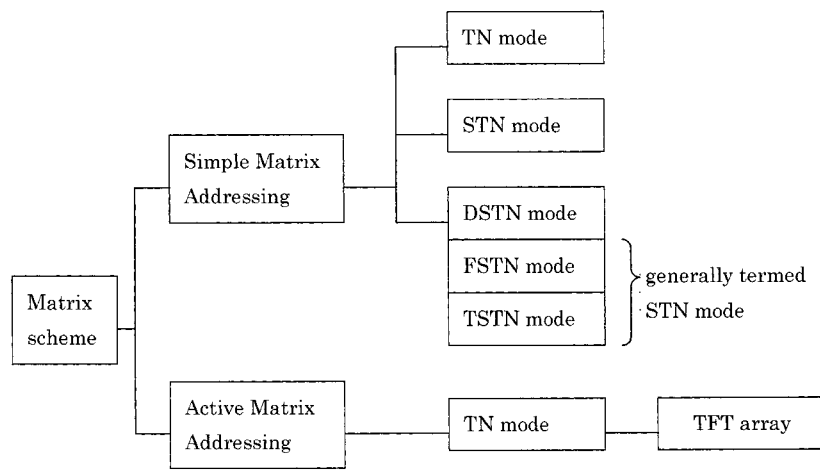 TN mode
STN mode
Simple Matrix
Addressing
DSTN mode
FSTN mode
TSTN mode
generally termed
STN mode
Matrix
scheme
Active Matrix
Addressing
TN mode
TFT array